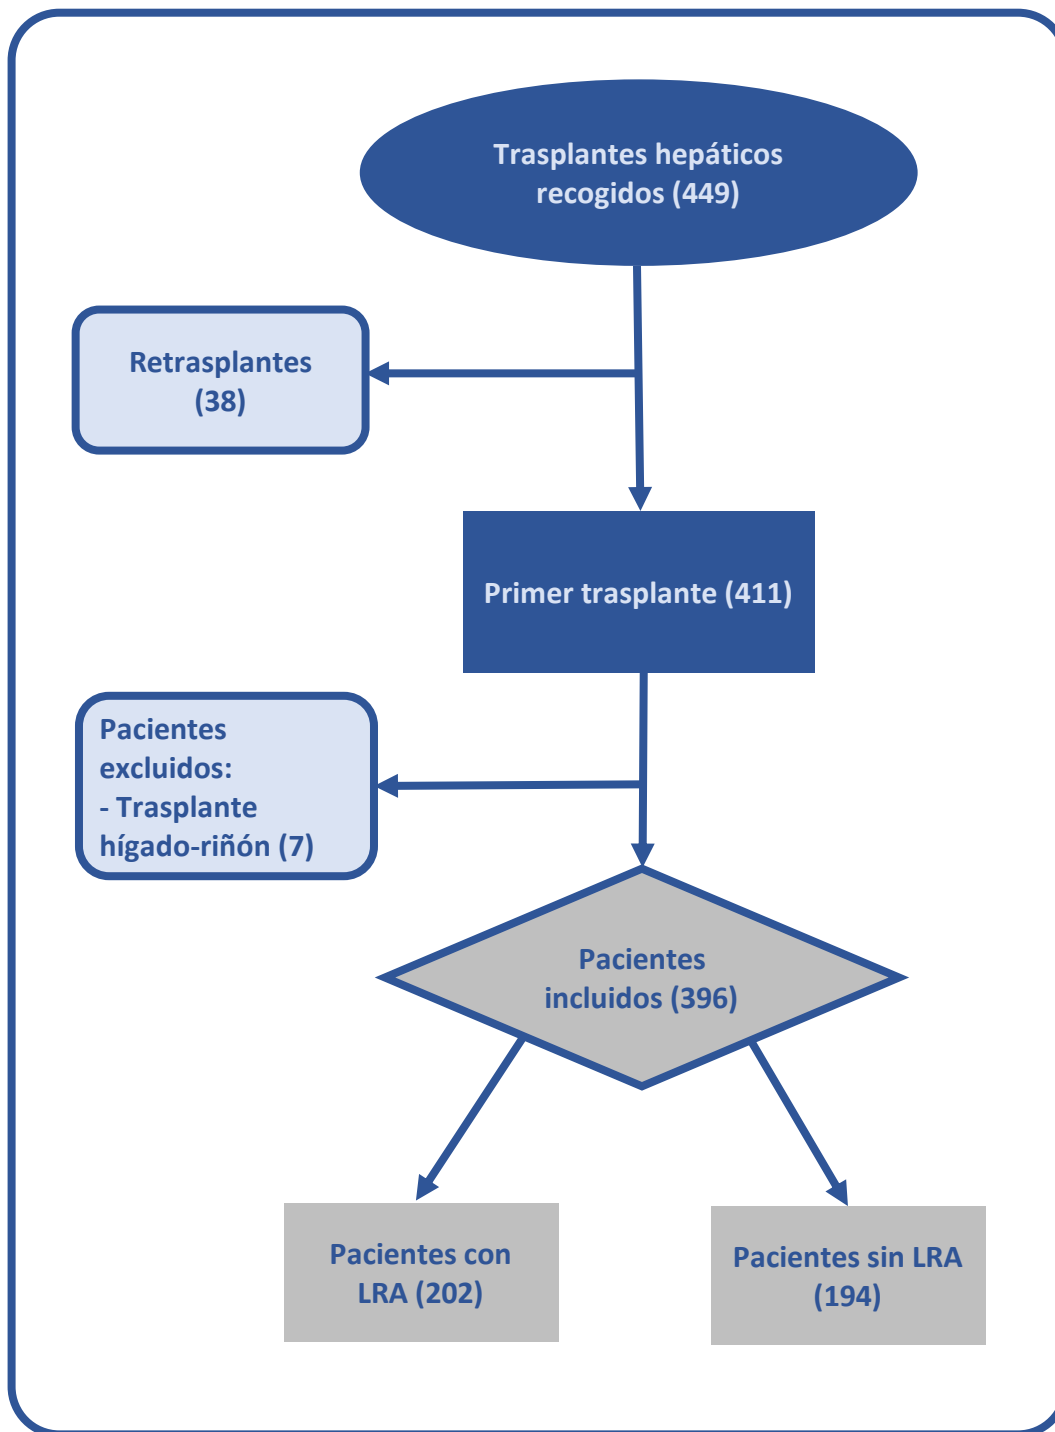 Trasplantes hepáticos
recogidos (449)
Retrasplantes
(38)
Primer trasplante (411)
Pacientes
excluidos:
- Trasplante
hígado-riñón (7)
Pacientes
incluidos (396)
Pacientes con
LRA (202)
Pacientes sin LRA
(194)